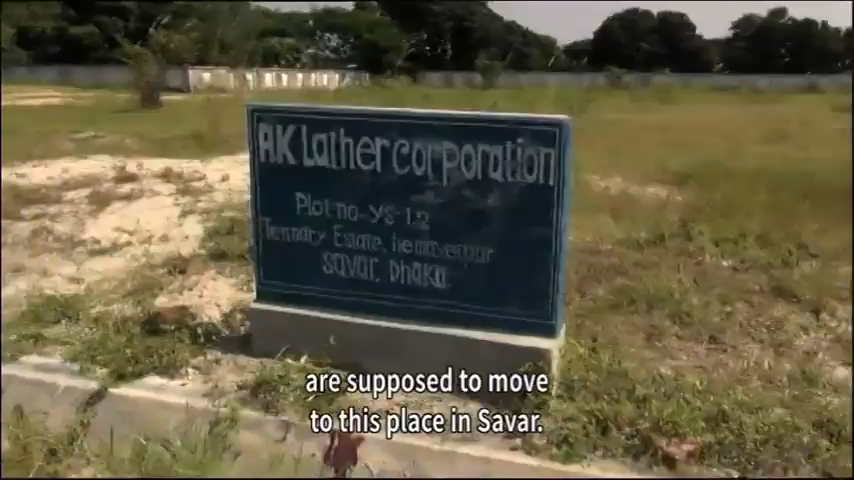 AK Lather Corporation
Plot no-YS-12
Tennary Estate, Hemayetpur
Savar, Dhaka
are supposed to move
to this place in Savar.